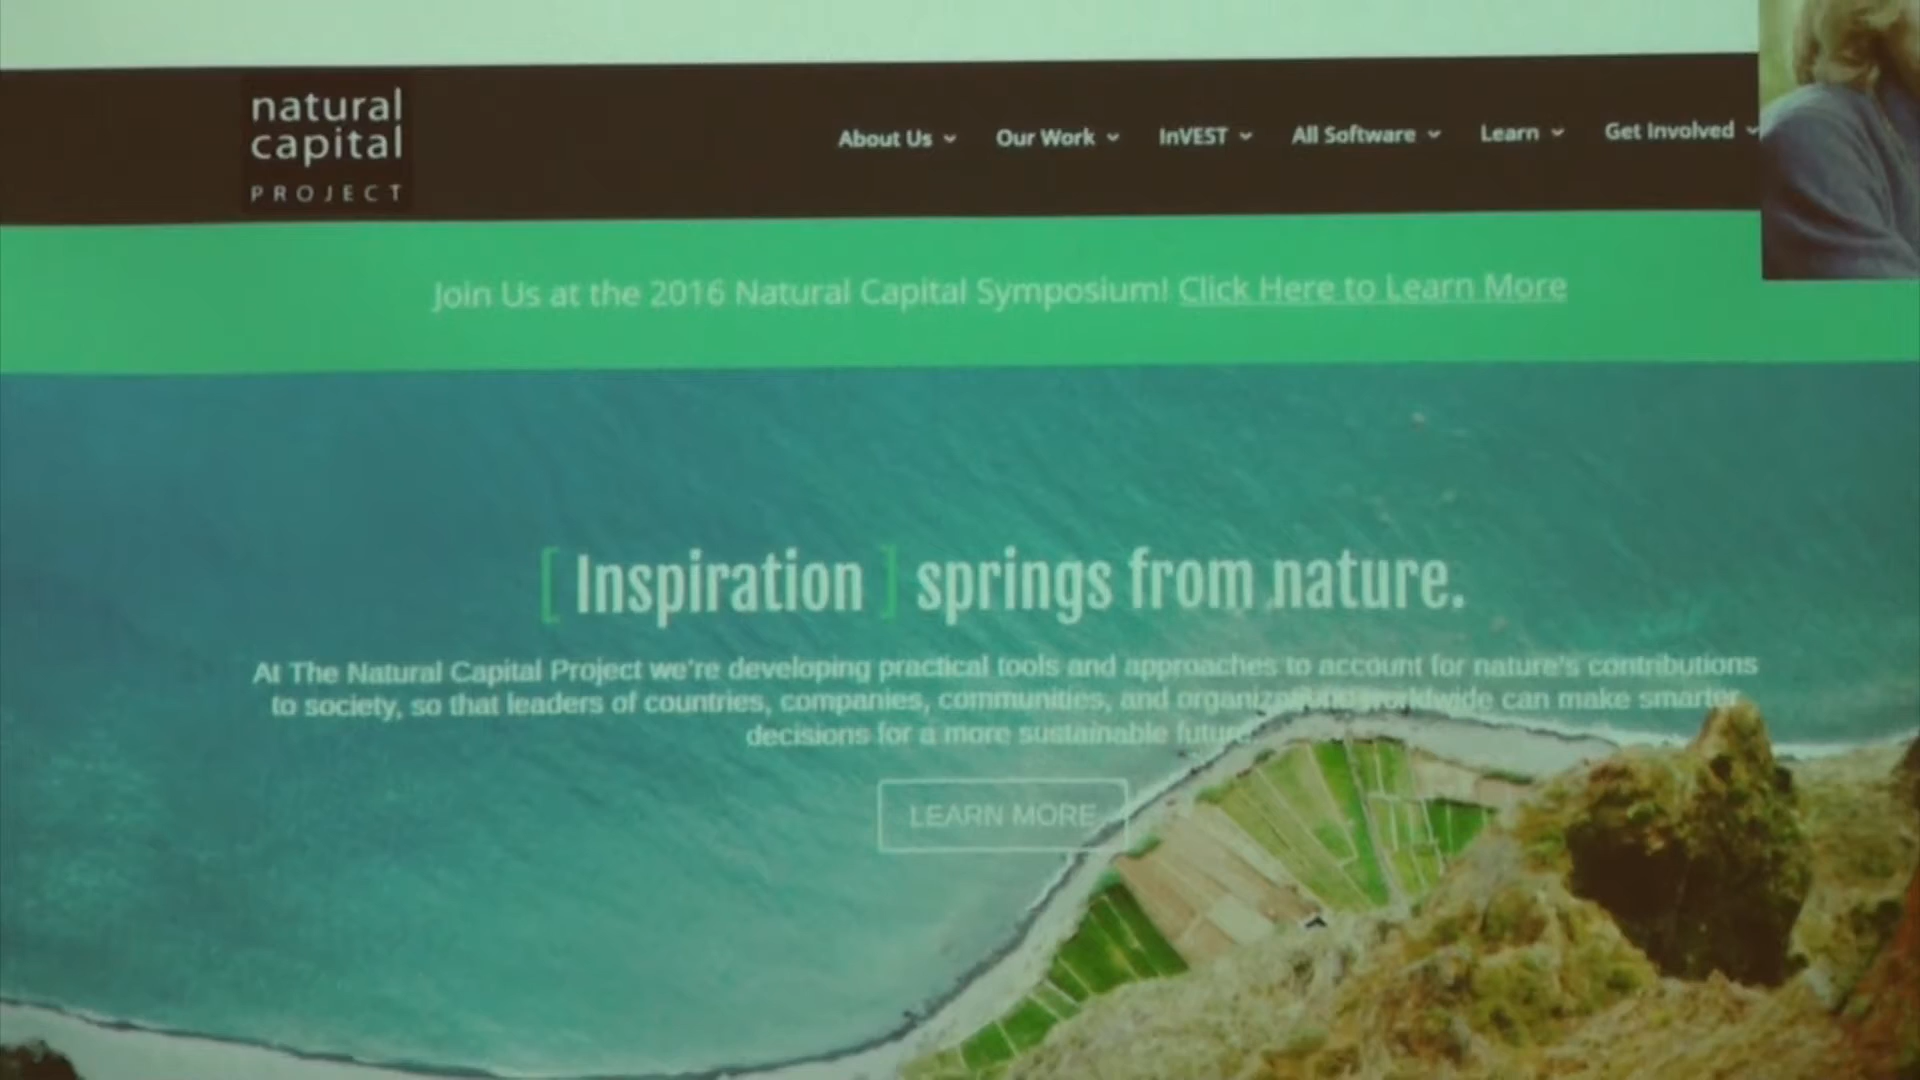 natural
capital
PROJECT
About Us Our Work InVEST All Software Learn Get Involved
Join Us at the 2016 Natural Capital Symposium! Click Here to Learn More
[ Inspiration ] springs from nature.
At The Natural Capital Project we're developing practical tools and approaches to account for nature's contributions
to society, so that leaders of countries, companies, communities, and organizations worldwide can make smarter
decisions for a more sustainable future.
LEARN MORE